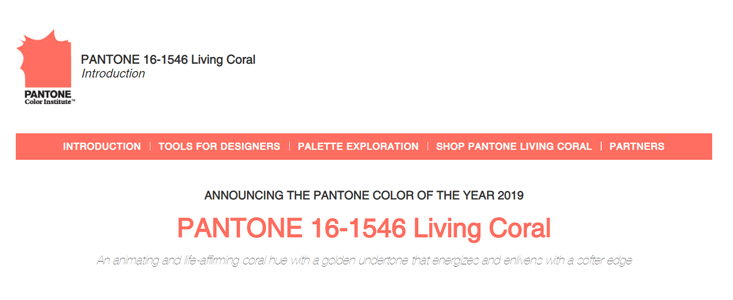 PANTONE 16-1546 Living Coral
Introduction
PANTONE
Color Institute™
INTRODUCTION | TOOLS FOR DESIGNERS | PALETTE EXPLORATION | SHOP PANTONE LIVING CORAL | PARTNERS
ANNOUNCING THE PANTONE COLOR OF THE YEAR 2019
PANTONE 16-1546 Living Coral
An animating and life-affirming coral hue with a golden undertone that energizes and enlivens with a softer edge